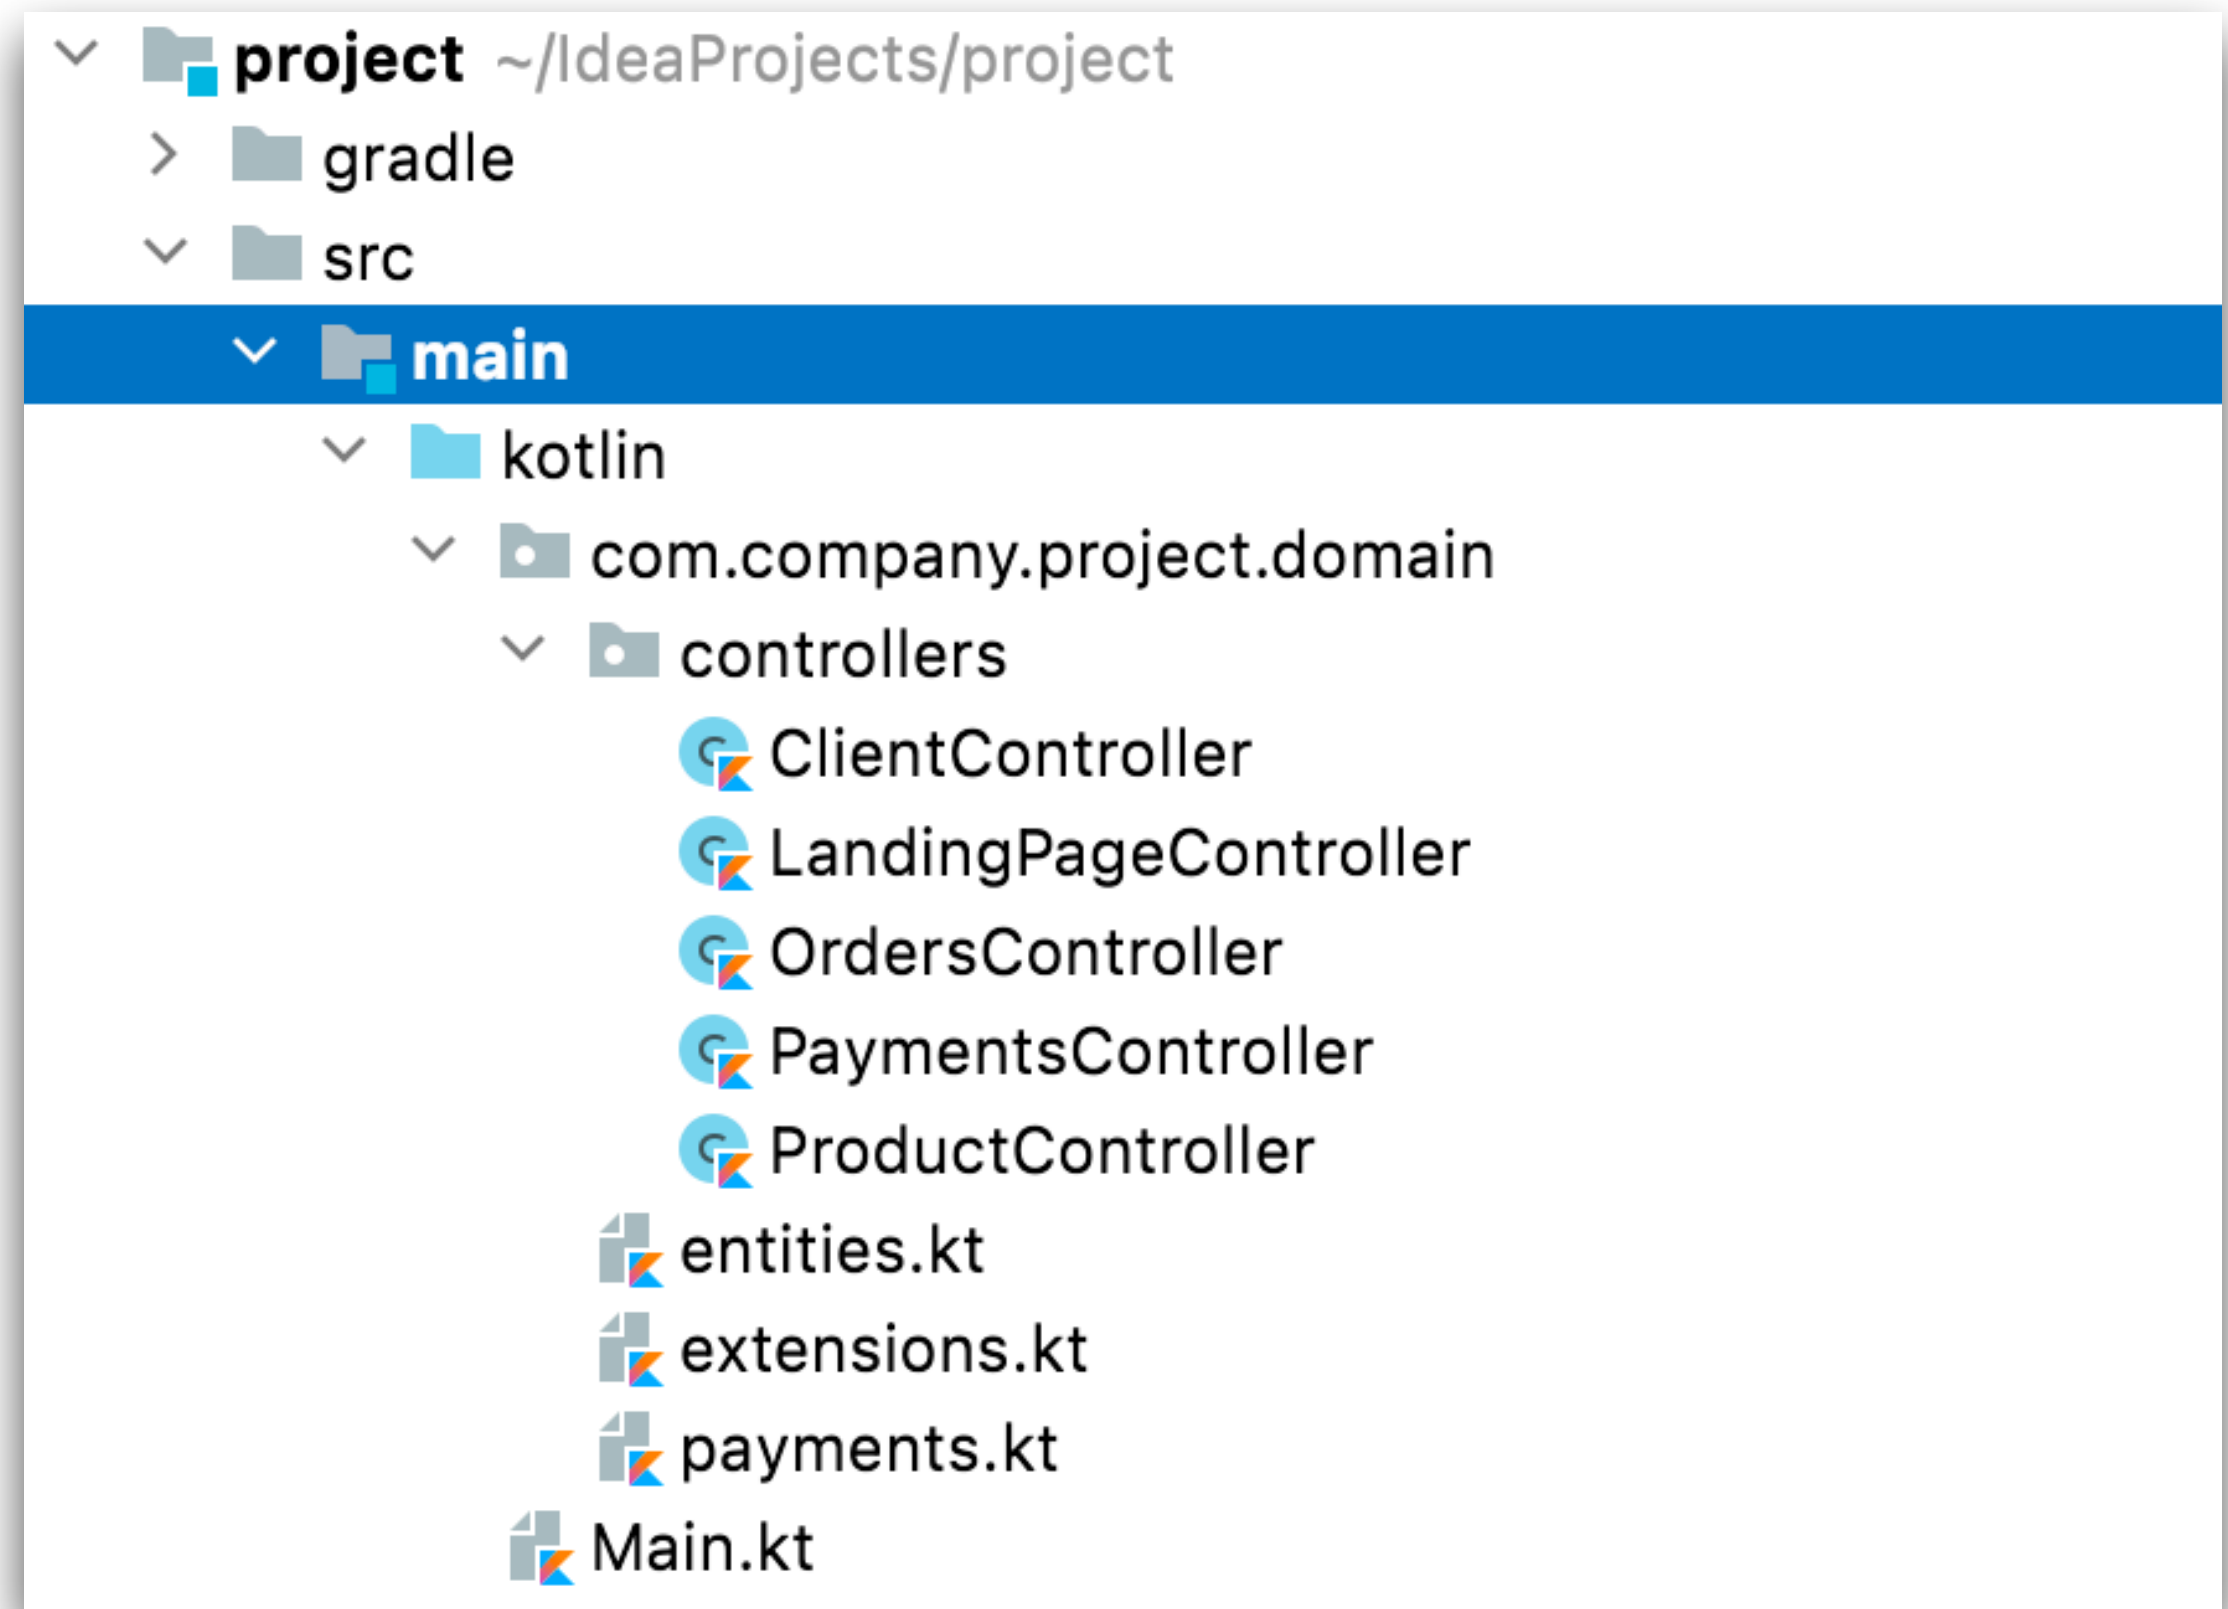 project ~/IdeaProjects/project
gradle
src
main
kotlin
com.company.project.domain
controllers
ClientController
LandingPageController
OrdersController
PaymentsController
ProductController
entities.kt
extensions.kt
payments.kt
Main.kt